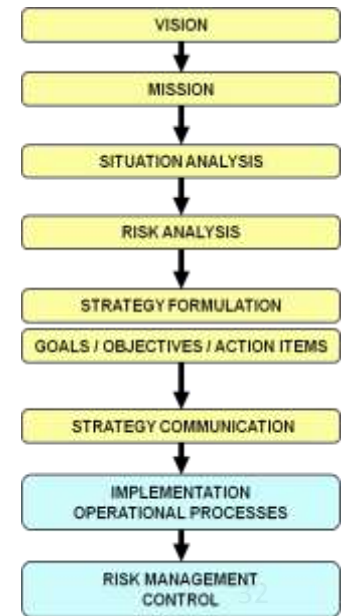 VISION
MISSION
SITUATION ANALYSIS
RISK ANALYSIS
STRATEGY FORMULATION
GOALS / OBJECTIVES / ACTION ITEMS
STRATEGY COMMUNICATION
IMPLEMENTATION
OPERATIONAL PROCESSES
RISK MANAGEMENT
CONTROL
32